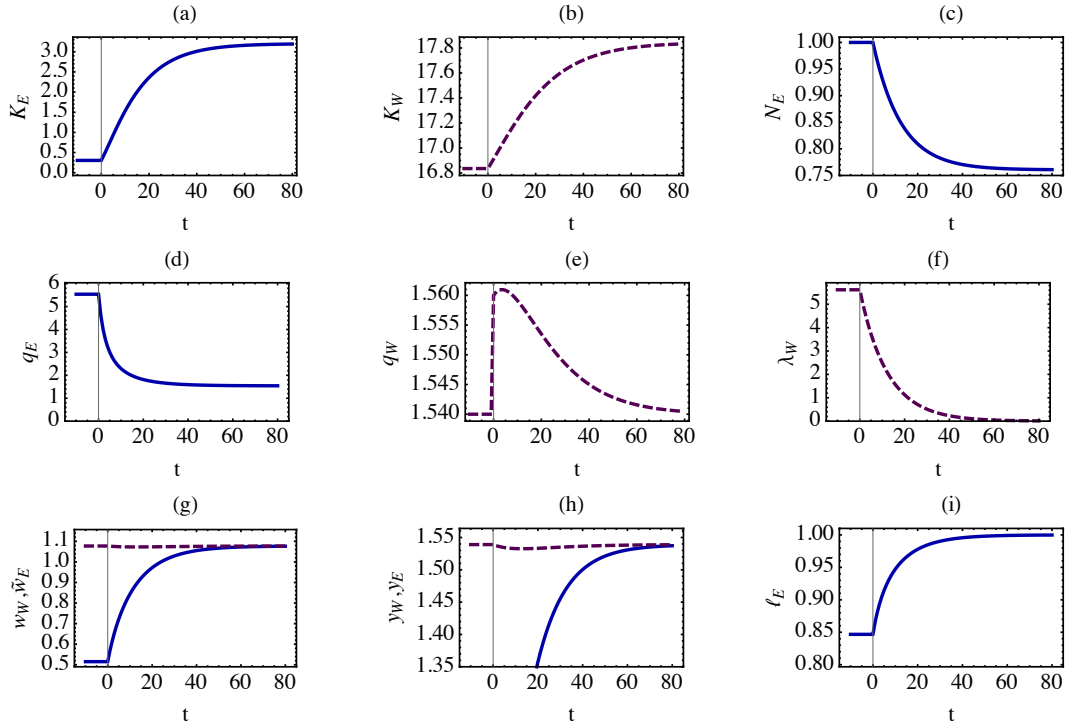 (a)
3.0
2.5
2.0
1.5
1.0
0.5
0.0
K_E
0 20 40 60 80
t
(b)
17.8
17.6
17.4
17.2
17.0
16.8
K_W
0 20 40 60 80
t
(c)
1.00
0.95
0.90
0.85
0.80
0.75
N_E
0 20 40 60 80
t
(d)
6
5
4
3
2
1
0
q_E
0 20 40 60 80
t
(e)
1.560
1.555
1.550
1.545
1.540
q_W
0 20 40 60 80
t
(f)
5
4
3
2
1
0
λ_W
0 20 40 60 80
t
(g)
1.1
1.0
0.9
0.8
0.7
0.6
0.5
w_W, w̃_E
0 20 40 60 80
t
(h)
1.55
1.50
1.45
1.40
1.35
y_W, y_E
0 20 40 60 80
t
(i)
1.00
0.95
0.90
0.85
0.80
ℓ_E
0 20 40 60 80
t